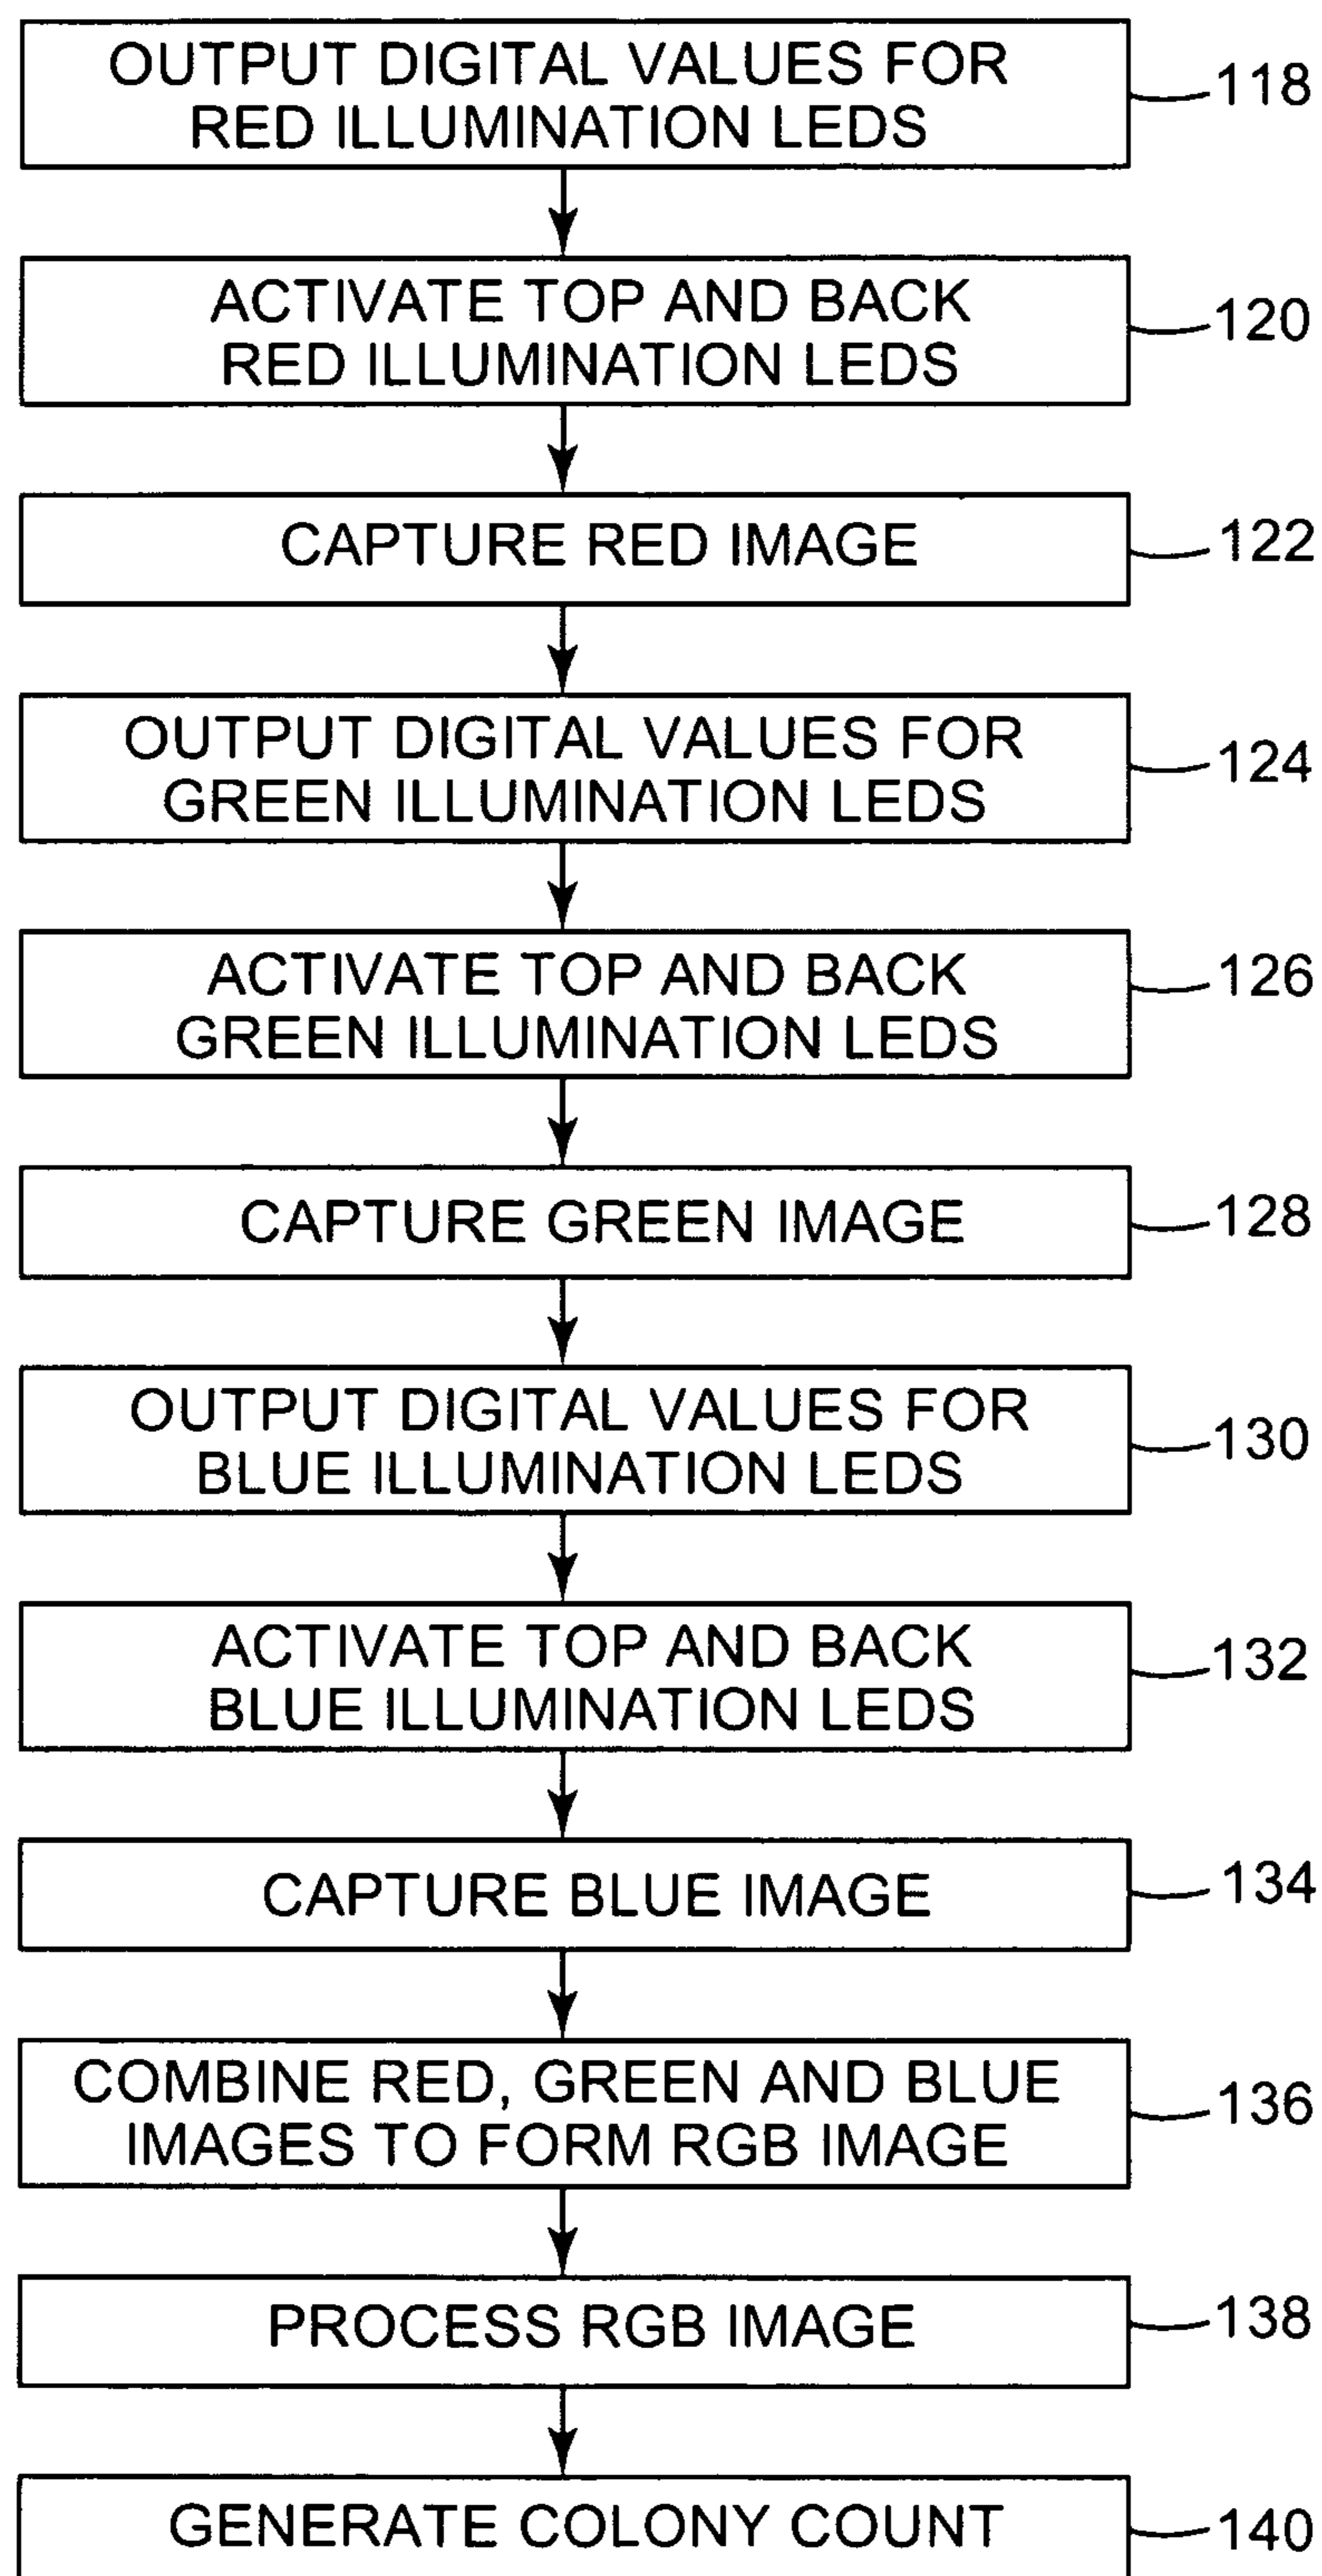 OUTPUT DIGITAL VALUES FOR
RED ILLUMINATION LEDS
118
ACTIVATE TOP AND BACK
RED ILLUMINATION LEDS
120
CAPTURE RED IMAGE
122
OUTPUT DIGITAL VALUES FOR
GREEN ILLUMINATION LEDS
124
ACTIVATE TOP AND BACK
GREEN ILLUMINATION LEDS
126
CAPTURE GREEN IMAGE
128
OUTPUT DIGITAL VALUES FOR
BLUE ILLUMINATION LEDS
130
ACTIVATE TOP AND BACK
BLUE ILLUMINATION LEDS
132
CAPTURE BLUE IMAGE
134
COMBINE RED, GREEN AND BLUE
IMAGES TO FORM RGB IMAGE
136
PROCESS RGB IMAGE
138
GENERATE COLONY COUNT
140